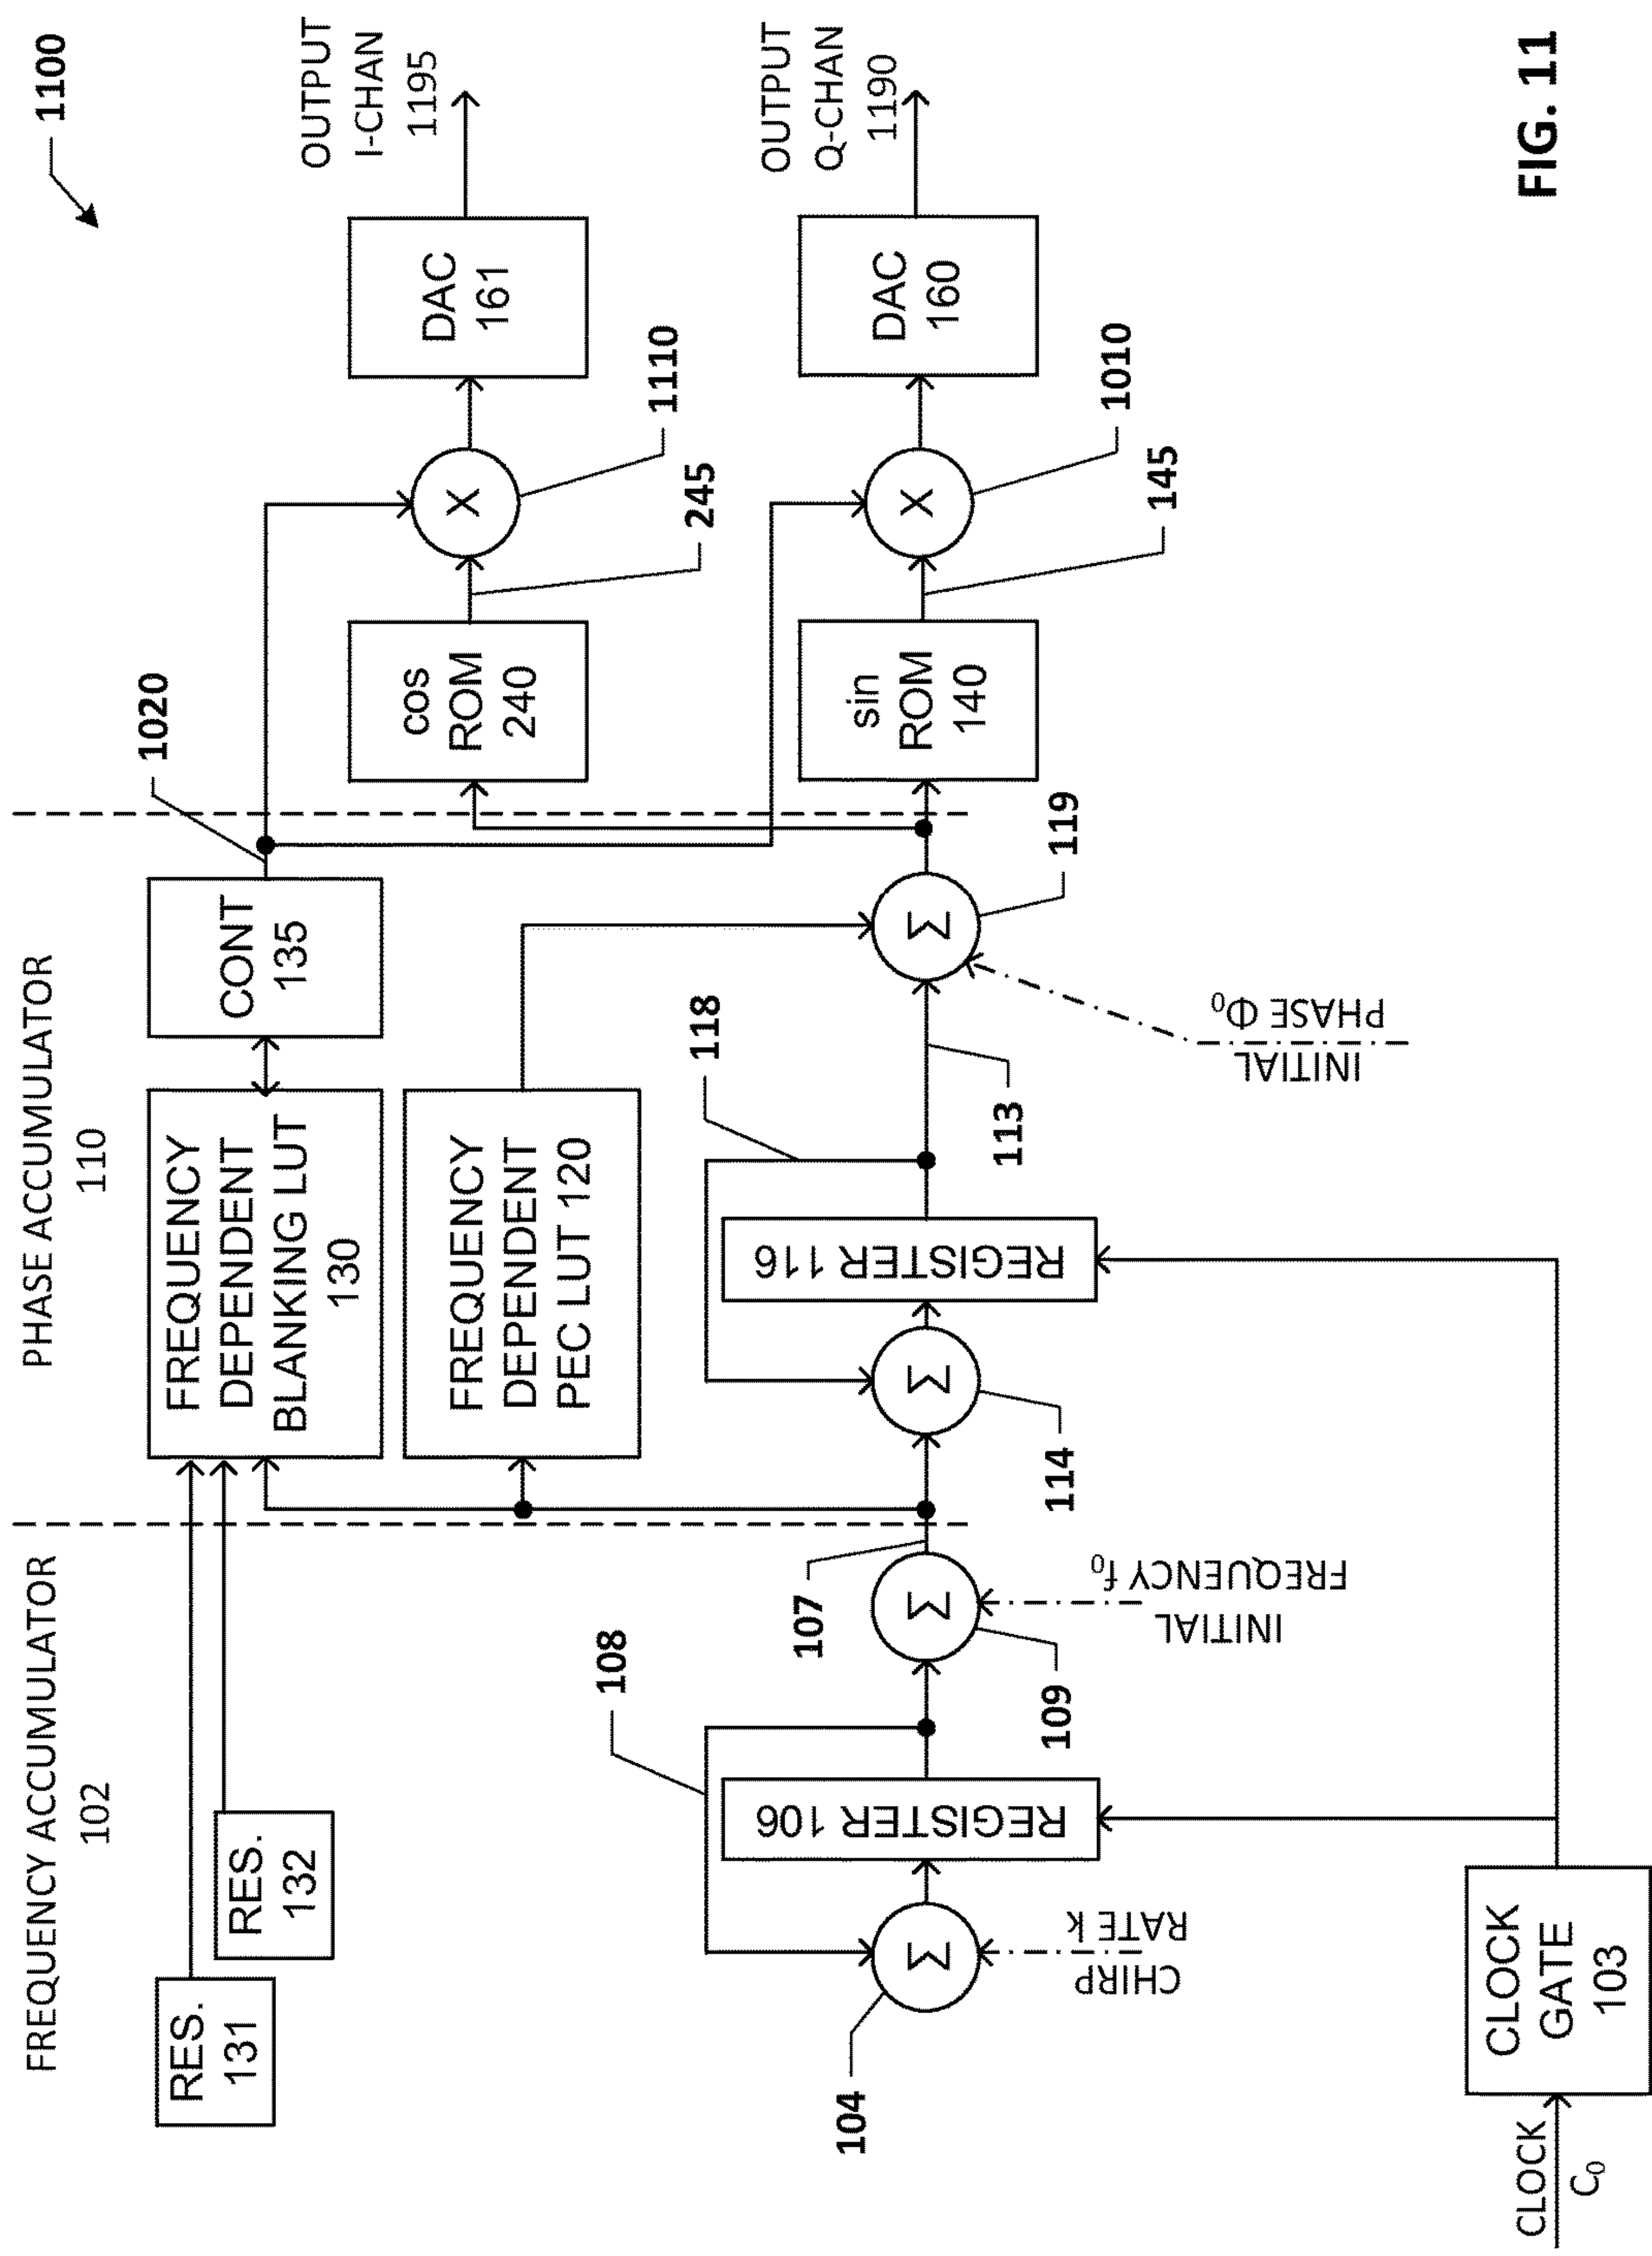 1100
FREQUENCY ACCUMULATOR
102
PHASE ACCUMULATOR
110
RES.
131
RES.
132
FREQUENCY
DEPENDENT
BLANKING LUT
130
CONT
135
1020
OUTPUT
I-CHAN
1195
FREQUENCY
DEPENDENT
PEC LUT 120
cos
ROM
240
245
X
1110
DAC
161
OUTPUT
Q-CHAN
1190
104
Σ
CHIRP
RATE k
108
REGISTER 106
109
Σ
107
INITIAL
FREQUENCY f₀
114
Σ
118
REGISTER 116
113
Σ
119
INITIAL
PHASE Φ₀
sin
ROM
140
145
X
1010
DAC
160
CLOCK
C₀
CLOCK
GATE
103
FIG. 11